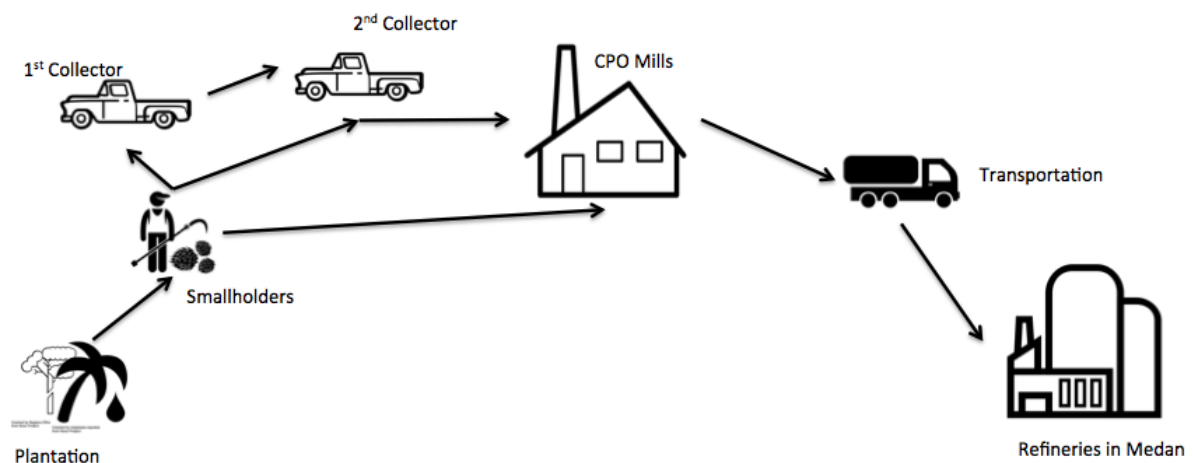 2nd Collector
1st Collector
CPO Mills
Transportation
Smallholders
Refineries in Medan
Plantation